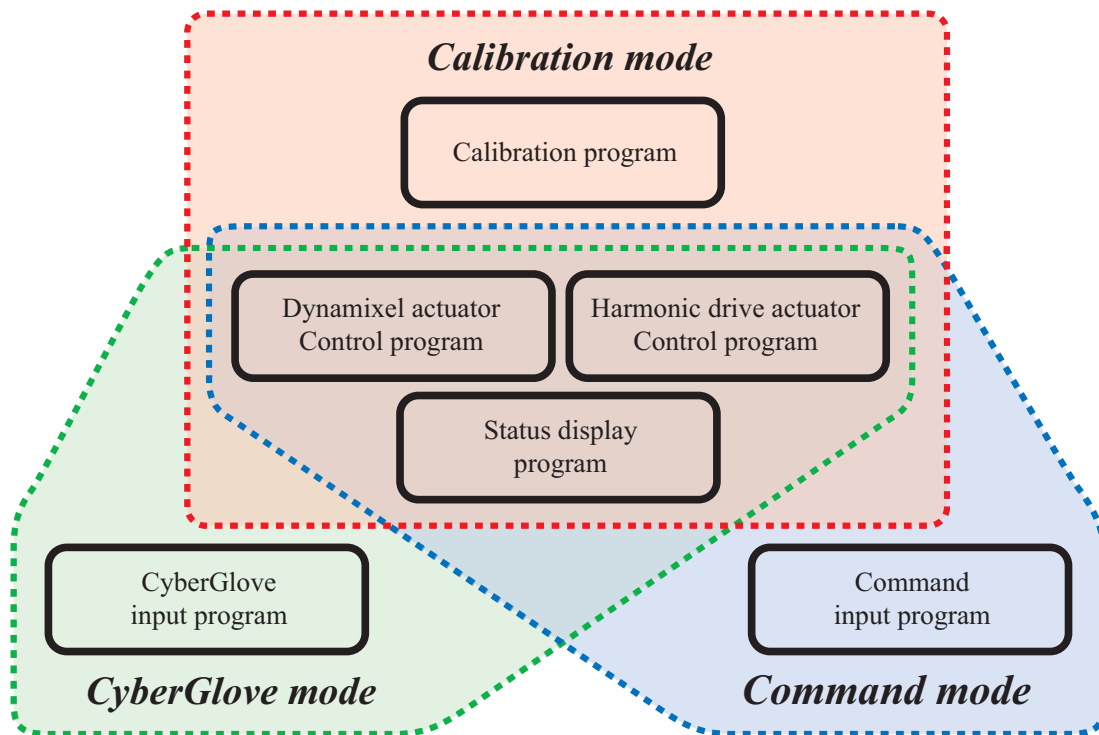 Calibration mode
Calibration program
Dynamixel actuator
Control program
Harmonic drive actuator
Control program
Status display
program
CyberGlove
input program
Command
input program
CyberGlove mode
Command mode